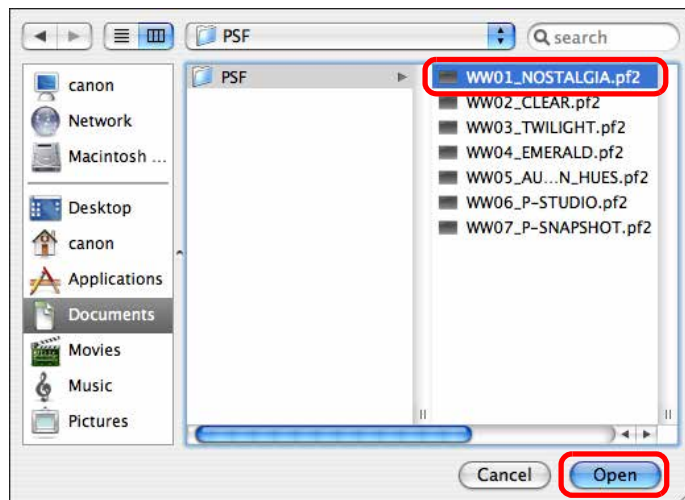 PSF
search
canon
Network
Macintosh ...
Desktop
canon
Applications
Documents
Movies
Music
Pictures
PSF
WW01_NOSTALGIA.pf2
WW02_CLEAR.pf2
WW03_TWILIGHT.pf2
WW04_EMERALD.pf2
WW05_AU...N_HUES.pf2
WW06_P-STUDIO.pf2
WW07_P-SNAPSHOT.pf2
Cancel
Open